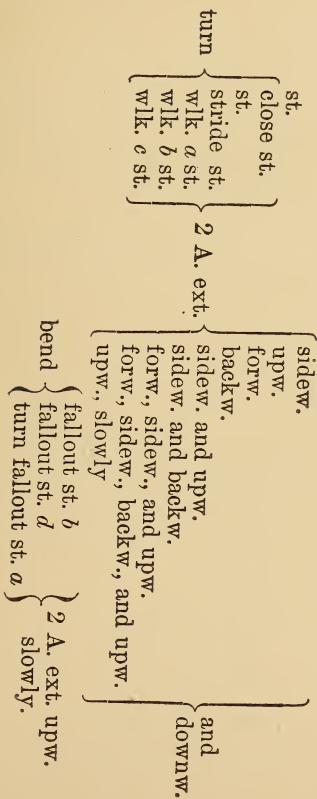 st.
close st.
st.
turn
stride st.
wlk. a st.
wlk. b st.
wlk. c st.
2 A. ext.
sidew.
upw.
forw.
backw.
sidew. and upw.
sidew. and backw.
forw., sidew., and upw.
forw., sidew., backw., and upw.
upw., slowly
and
downw.
bend
fallout st. b
fallout st. d
turn fallout st. a
2 A. ext. upw.
slowly.